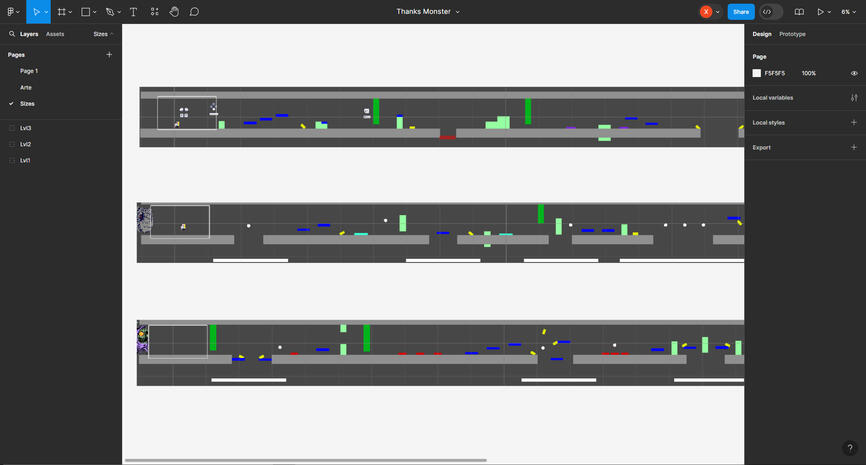 Thanks Monster
X
Share
6%
Layers
Assets
Sizes
Design
Prototype
Pages
Page 1
Arte
Sizes
Lvl3
Lvl2
Lvl1
Page
F5F5F5
100%
Local variables
Local styles
Export
?